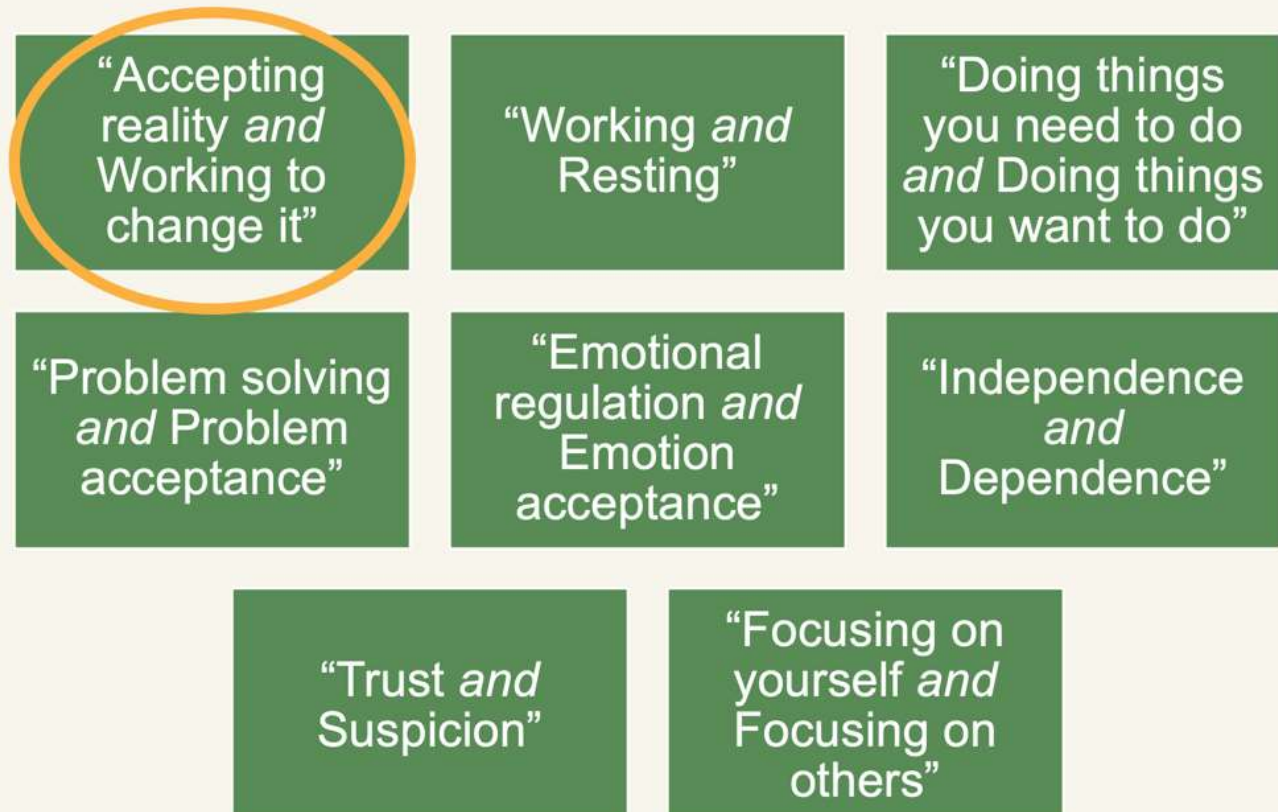 “Accepting
reality and
Working to
change it”
“Working and
Resting”
“Doing things
you need to do
and Doing things
you want to do”
“Problem solving
and Problem
acceptance”
“Emotional
regulation and
Emotion
acceptance”
“Independence
and
Dependence”
“Trust and
Suspicion”
“Focusing on
yourself and
Focusing on
others”